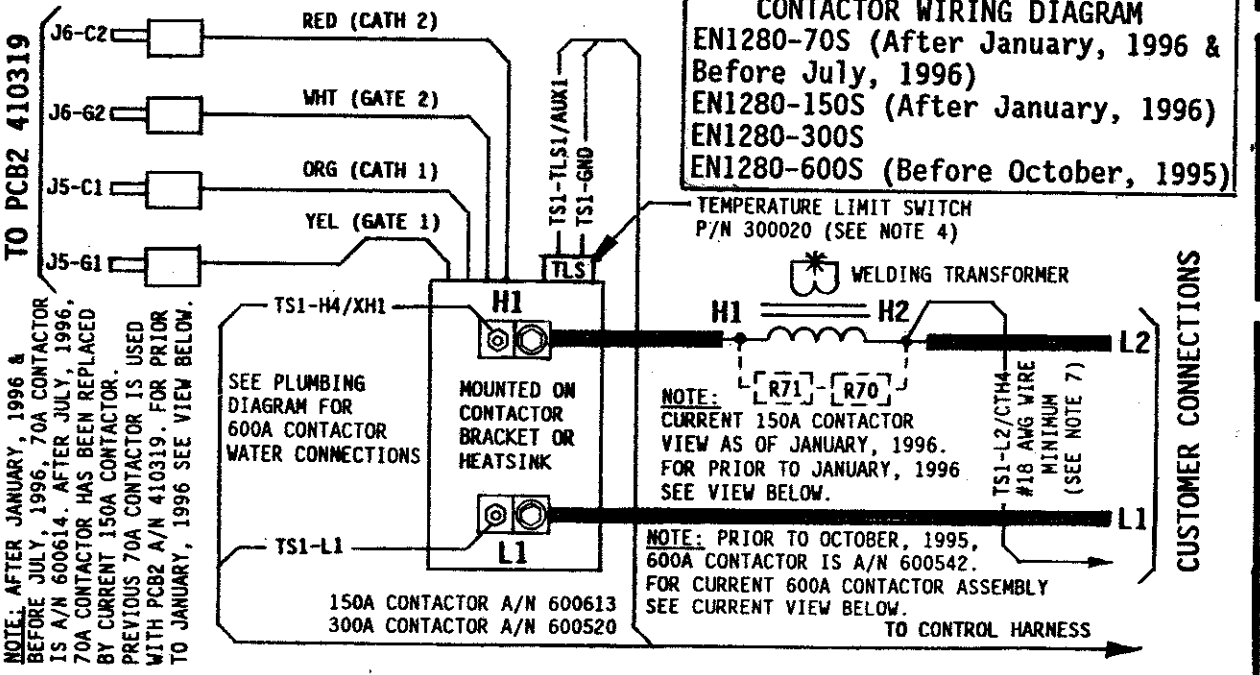 CONTACTOR WIRING DIAGRAM
EN1280-70S (After January, 1996 &
Before July, 1996)
EN1280-150S (After January, 1996)
EN1280-300S
EN1280-600S (Before October, 1995)
TO PCB2 410319
J6-C2
RED (CATH 2)
J6-G2
WHT (GATE 2)
J5-C1
ORG (CATH 1)
J5-G1
YEL (GATE 1)
TS1-TLS1/AUX1
TS1-GND
TLS
TEMPERATURE LIMIT SWITCH
P/N 300020 (SEE NOTE 4)
WELDING TRANSFORMER
H1
H2
TS1-H4/XH1
H1
L2
R71
R70
SEE PLUMBING
DIAGRAM FOR
600A CONTACTOR
WATER CONNECTIONS
MOUNTED ON
CONTACTOR
BRACKET OR
HEATSINK
NOTE:
CURRENT 150A CONTACTOR
VIEW AS OF JANUARY, 1996.
FOR PRIOR TO JANUARY, 1996
SEE VIEW BELOW.
TS1-L2/CTH4
#18 AWG WIRE
MINIMUM
(SEE NOTE 7)
CUSTOMER CONNECTIONS
L1
TS1-L1
L1
NOTE: PRIOR TO OCTOBER, 1995,
600A CONTACTOR IS A/N 600542.
FOR CURRENT 600A CONTACTOR ASSEMBLY
SEE CURRENT VIEW BELOW.
150A CONTACTOR A/N 600613
300A CONTACTOR A/N 600520
TO CONTROL HARNESS
NOTE: AFTER JANUARY, 1996 &
BEFORE JULY, 1996, 70A CONTACTOR
IS A/N 600614. AFTER JULY, 1996,
70A CONTACTOR HAS BEEN REPLACED
BY CURRENT 150A CONTACTOR.
PREVIOUS 70A CONTACTOR IS USED
WITH PCB2 A/N 410319. FOR PRIOR
TO JANUARY, 1996 SEE VIEW BELOW.